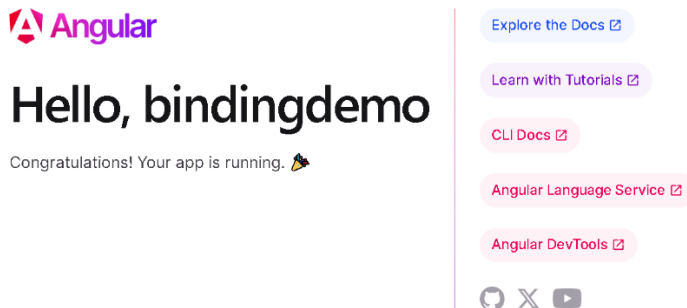 Angular
Hello, bindingdemo
Congratulations! Your app is running. 🎉
Explore the Docs
Learn with Tutorials
CLI Docs
Angular Language Service
Angular DevTools